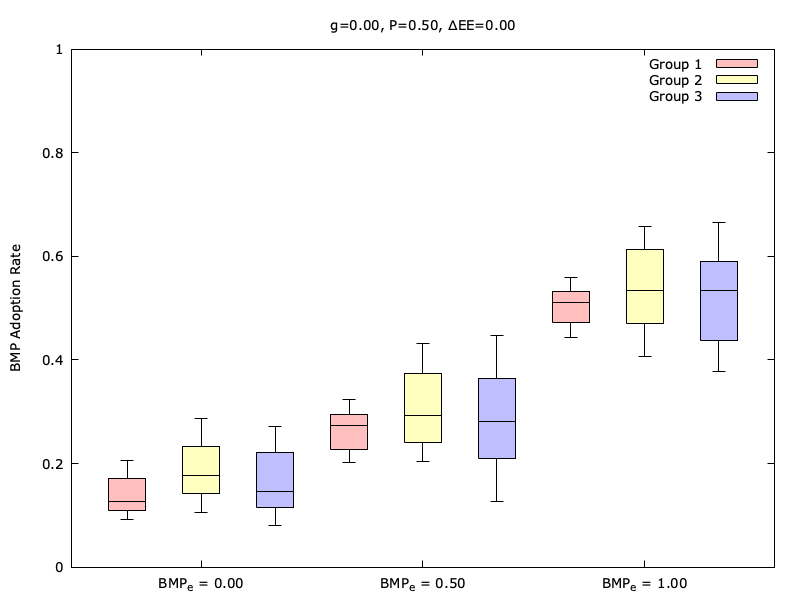 g=0.00, P=0.50, ΔEE=0.00
1
0.8
0.6
0.4
0.2
0
BMP Adoption Rate
Group 1
Group 2
Group 3
BMPe = 0.00
BMPe = 0.50
BMPe = 1.00